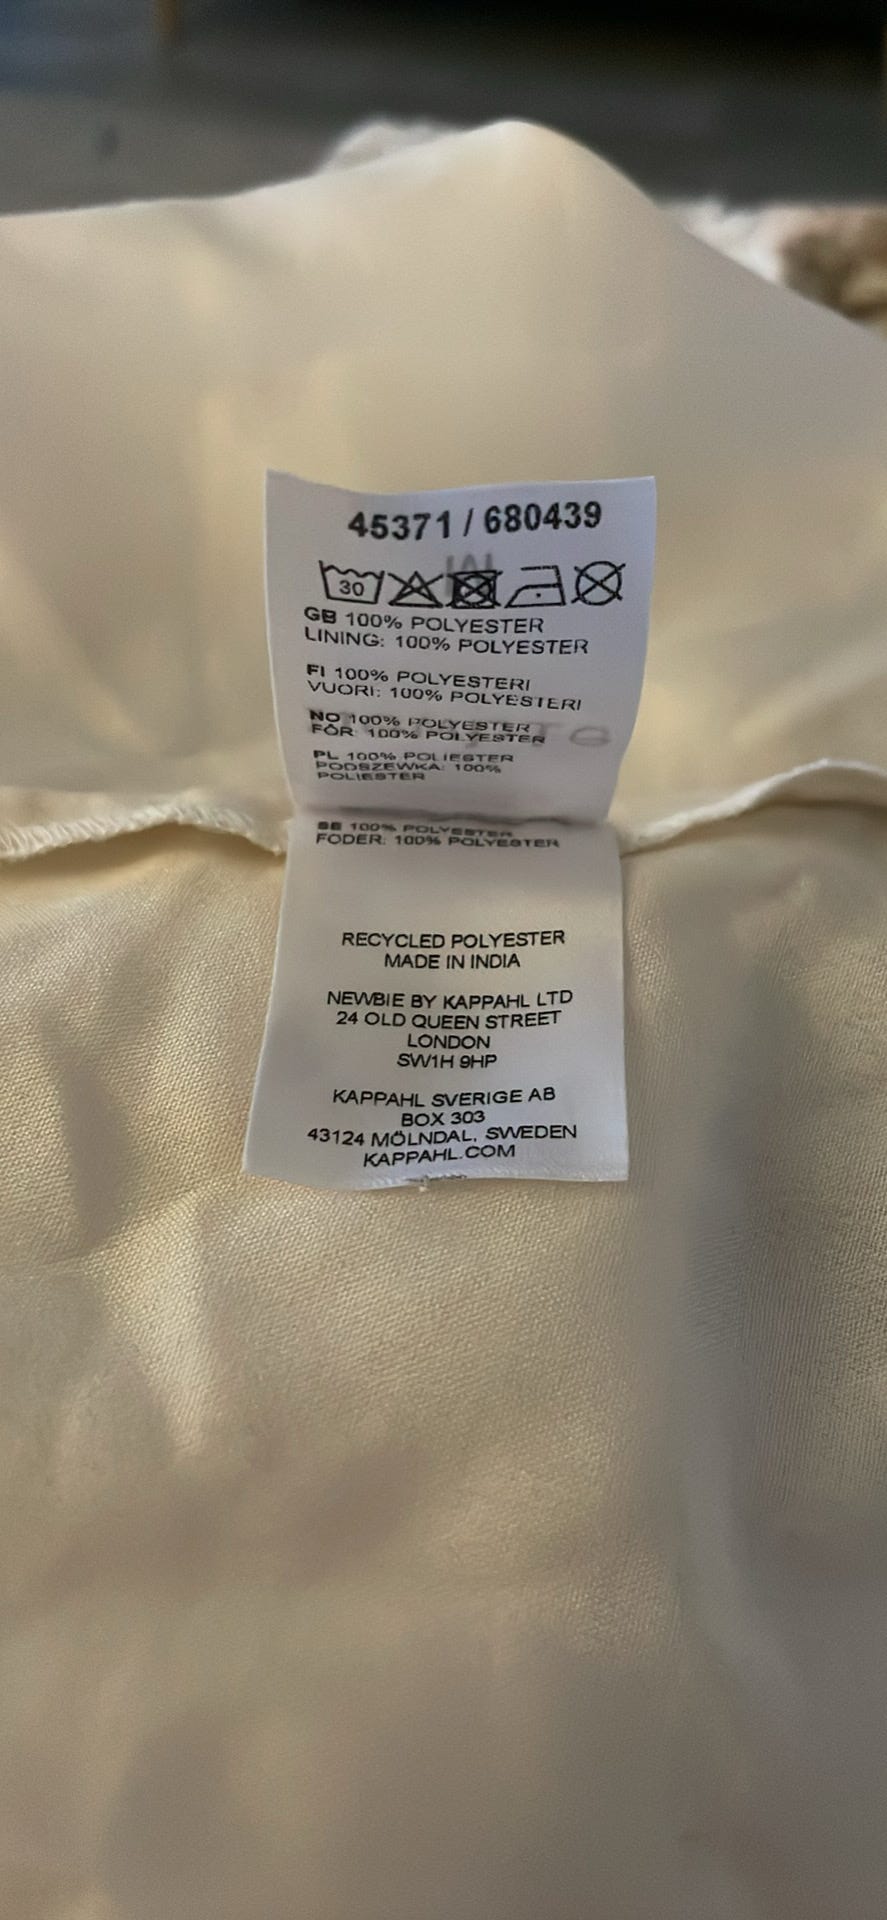 45371 / 680439
30
GB 100% POLYESTER
LINING: 100% POLYESTER
FI 100% POLYESTERI
VUORI: 100% POLYESTERI
NO 100% POLYESTER
FÔR: 100% POLYESTER
PL 100% POLIESTER
PODSZEWKA: 100%
POLIESTER
SE 100% POLYESTER
FODER: 100% POLYESTER
RECYCLED POLYESTER
MADE IN INDIA
NEWBIE BY KAPPAHL LTD
24 OLD QUEEN STREET
LONDON
SW1H 9HP
KAPPAHL SVERIGE AB
BOX 303
43124 MÖLNDAL, SWEDEN
KAPPAHL.COM